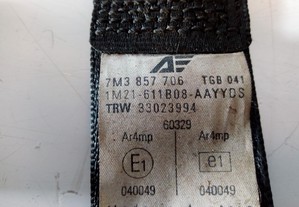 7M3 857 706 TGB 041
1M21-611B08-AAYYDS
TRW 33023994
60329
Ar4mp Ar4mp
E1 e1
040049 040049